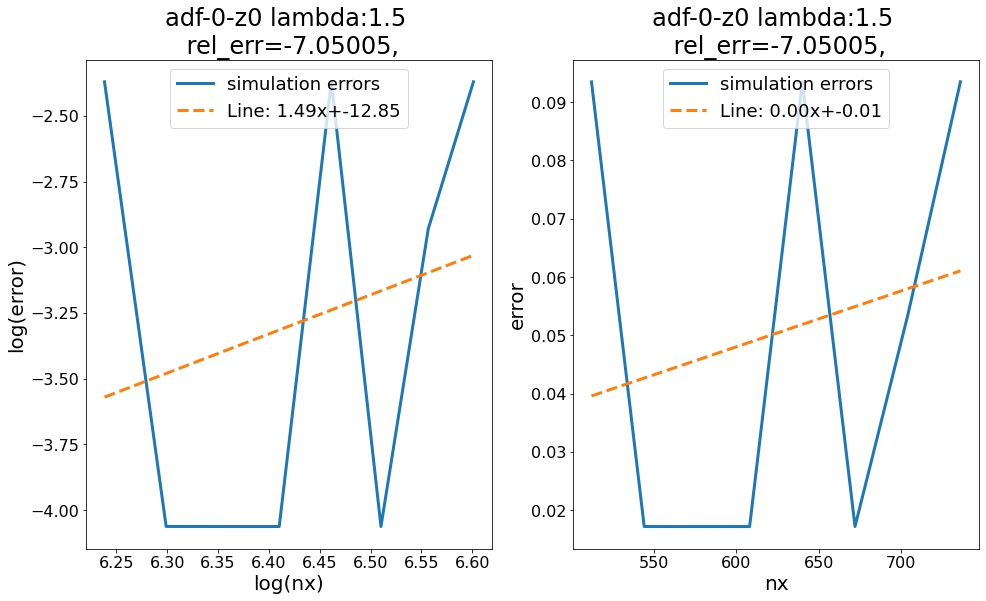 adf-0-z0 lambda:1.5
rel_err=-7.05005,
simulation errors
Line: 1.49x+-12.85
log(error)
−2.50
−2.75
−3.00
−3.25
−3.50
−3.75
−4.00
6.25 6.30 6.35 6.40 6.45 6.50 6.55 6.60
log(nx)
adf-0-z0 lambda:1.5
rel_err=-7.05005,
simulation errors
Line: 0.00x+-0.01
error
0.09
0.08
0.07
0.06
0.05
0.04
0.03
0.02
550 600 650 700
nx